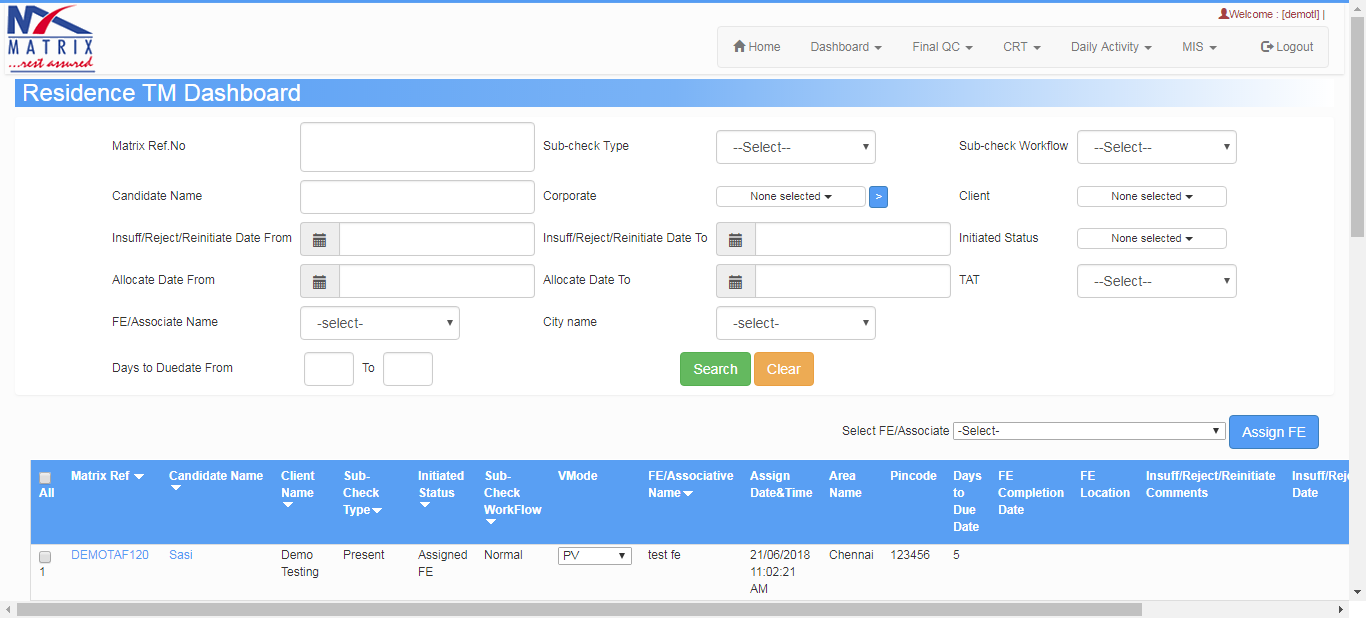 Welcome : [demotl] |
MATRIX
...rest assured
Home Dashboard Final QC CRT Daily Activity MIS Logout
Residence TM Dashboard
Matrix Ref.No Sub-check Type --Select-- Sub-check Workflow --Select--
Candidate Name Corporate None selected > Client None selected
Insuff/Reject/Reinitiate Date From Insuff/Reject/Reinitiate Date To Initiated Status None selected
Allocate Date From Allocate Date To TAT --Select--
FE/Associate Name -select- City name -select-
Days to Duedate From To Search Clear
Select FE/Associate -Select- Assign FE
All
Matrix Ref
Candidate Name
Client
Name
Sub-
Check
Type
Initiated
Status
Sub-
Check
WorkFlow
VMode
FE/Associative
Name
Assign
Date&Time
Area
Name
Pincode
Days
to
Due
Date
FE
Completion
Date
FE
Location
Insuff/Reject/Reinitiate
Comments
Insuff/Rej
Date
1
DEMOTAF120
Sasi
Demo
Testing
Present
Assigned
FE
Normal
PV
test fe
21/06/2018
11:02:21
AM
Chennai
123456
5